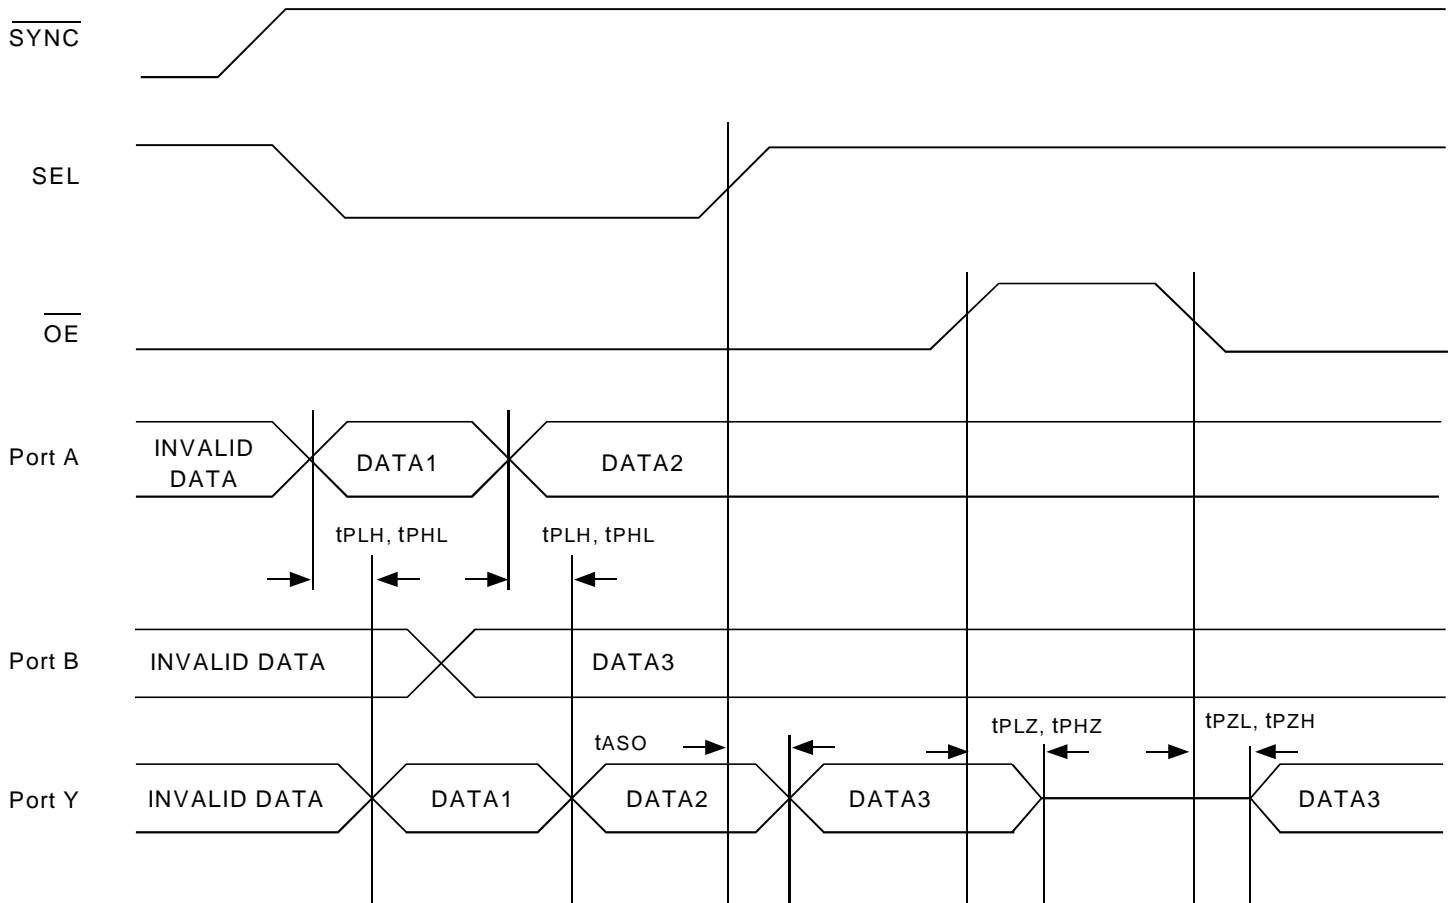 SYNC
SEL
OE
Port A
INVALID
DATA
DATA1
DATA2
tPLH, tPHL
tPLH, tPHL
Port B
INVALID DATA
DATA3
tASO
tPLZ, tPHZ
tPZL, tPZH
Port Y
INVALID DATA
DATA1
DATA2
DATA3
DATA3